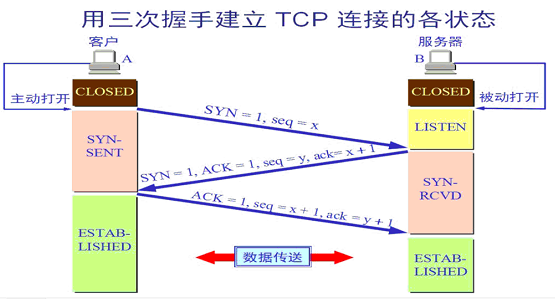 用三次握手建立 TCP 连接的各状态
客户
服务器
A
B
主动打开
CLOSED
CLOSED
被动打开
SYN = 1, seq = x
LISTEN
SYN-
SENT
SYN = 1, ACK = 1, seq = y, ack= x + 1
SYN-
RCVD
ACK = 1, seq = x + 1, ack = y + 1
ESTAB-
LISHED
数据传送
ESTAB-
LISHED